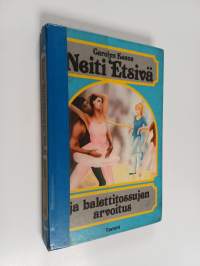 Carolyn Keene
Neiti Etsivä
ja balettitossujen
arvoitus
Tammi